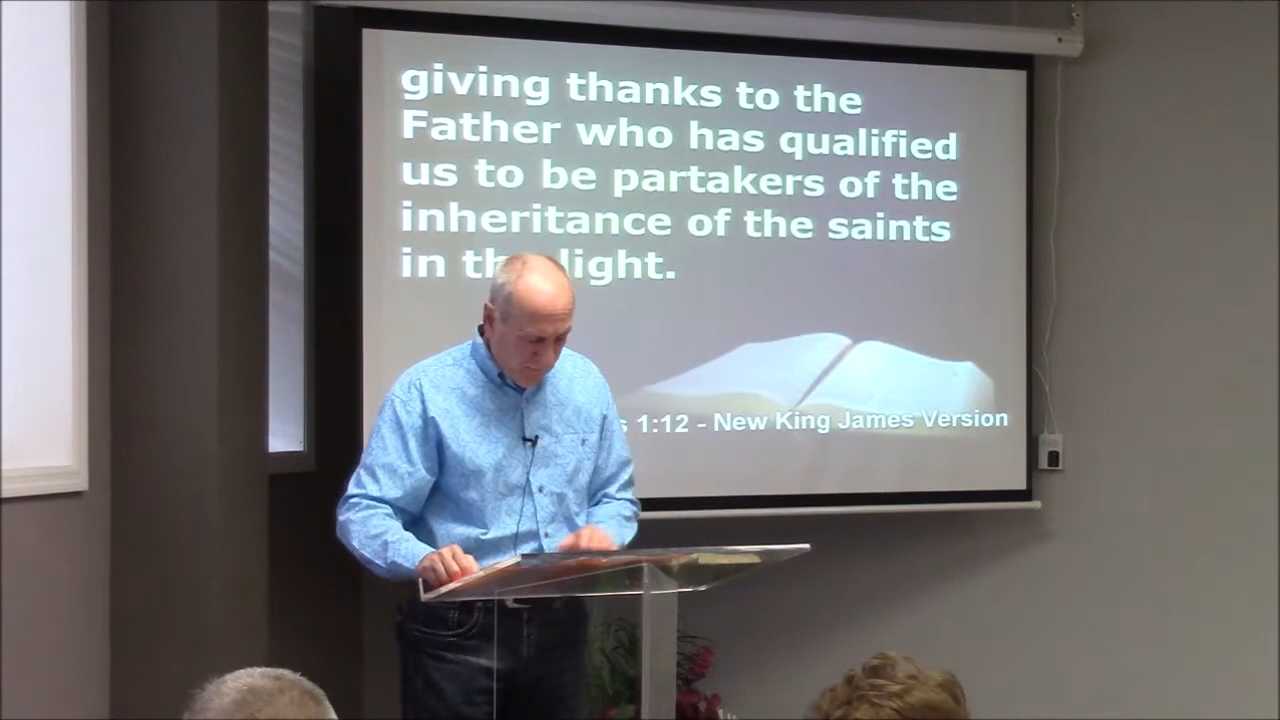 giving thanks to the
Father who has qualified
us to be partakers of the
inheritance of the saints
in light.
1:12 - New King James Version